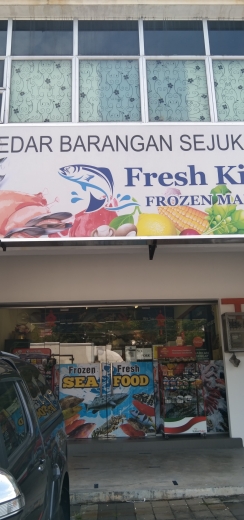 EDAR BARANGAN SEJUK
Fresh Ki
FROZEN MA
Frozen Fresh
SEA FOOD